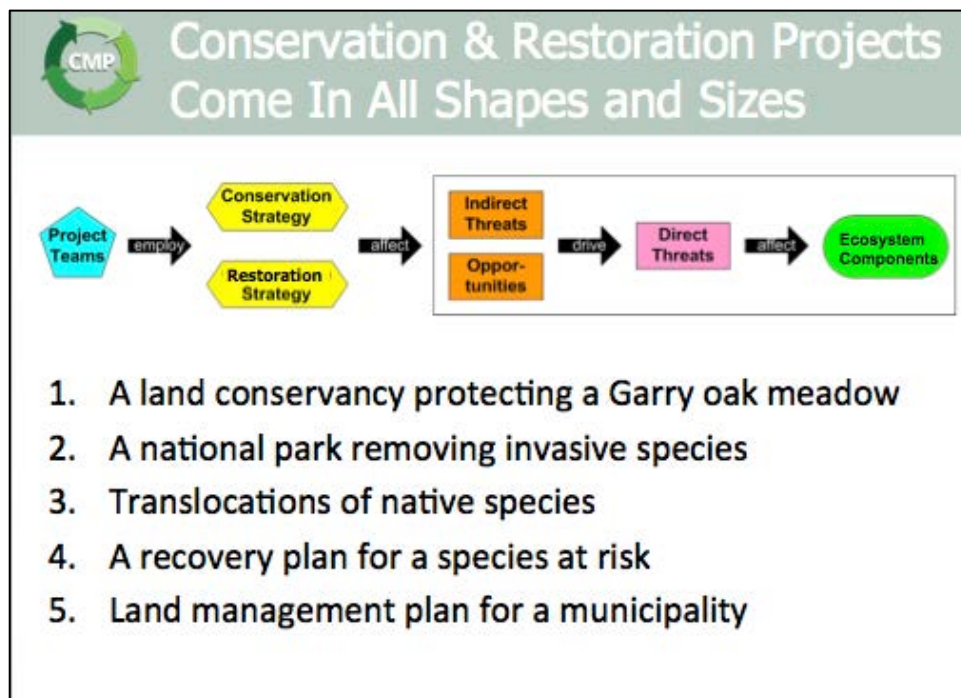 CMP
Conservation & Restoration Projects
Come In All Shapes and Sizes
Project
Teams
employ
Conservation
Strategy
Restoration
Strategy
affect
Indirect
Threats
Oppor-
tunities
drive
Direct
Threats
affect
Ecosystem
Components
1. A land conservancy protecting a Garry oak meadow
2. A national park removing invasive species
3. Translocations of native species
4. A recovery plan for a species at risk
5. Land management plan for a municipality